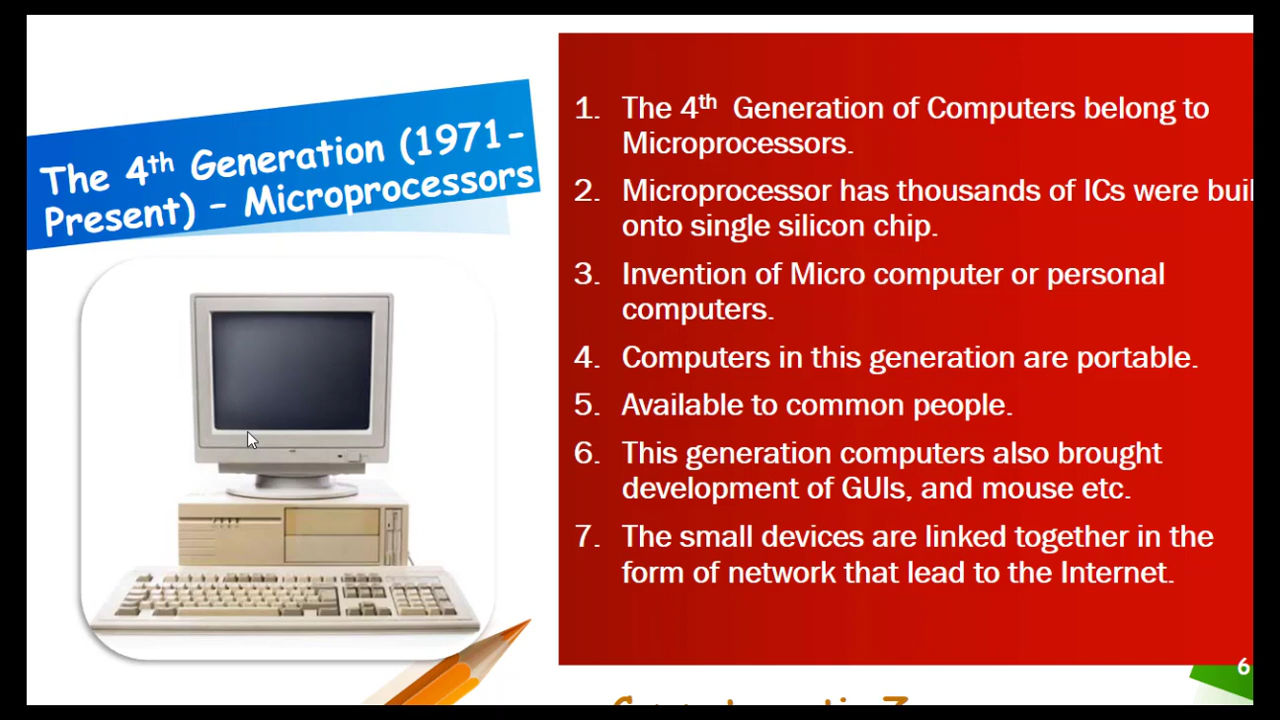 The 4th Generation (1971-
Present) – Microprocessors
1. The 4th Generation of Computers belong to
Microprocessors.
2. Microprocessor has thousands of ICs were buil
onto single silicon chip.
3. Invention of Micro computer or personal
computers.
4. Computers in this generation are portable.
5. Available to common people.
6. This generation computers also brought
development of GUIs, and mouse etc.
7. The small devices are linked together in the
form of network that lead to the Internet.
6